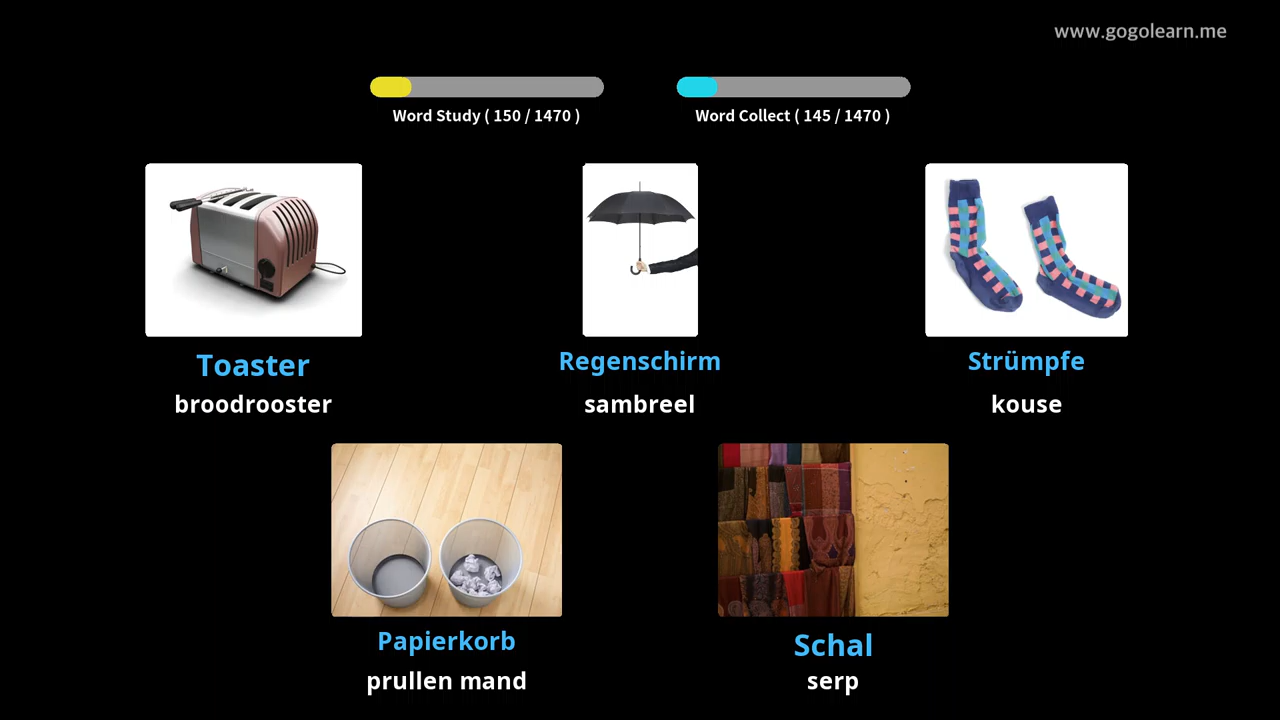 www.gogolearn.me
Word Study ( 150 / 1470 )
Word Collect ( 145 / 1470 )
Toaster
broodrooster
Regenschirm
sambreel
Strümpfe
kouse
Papierkorb
prullen mand
Schal
serp